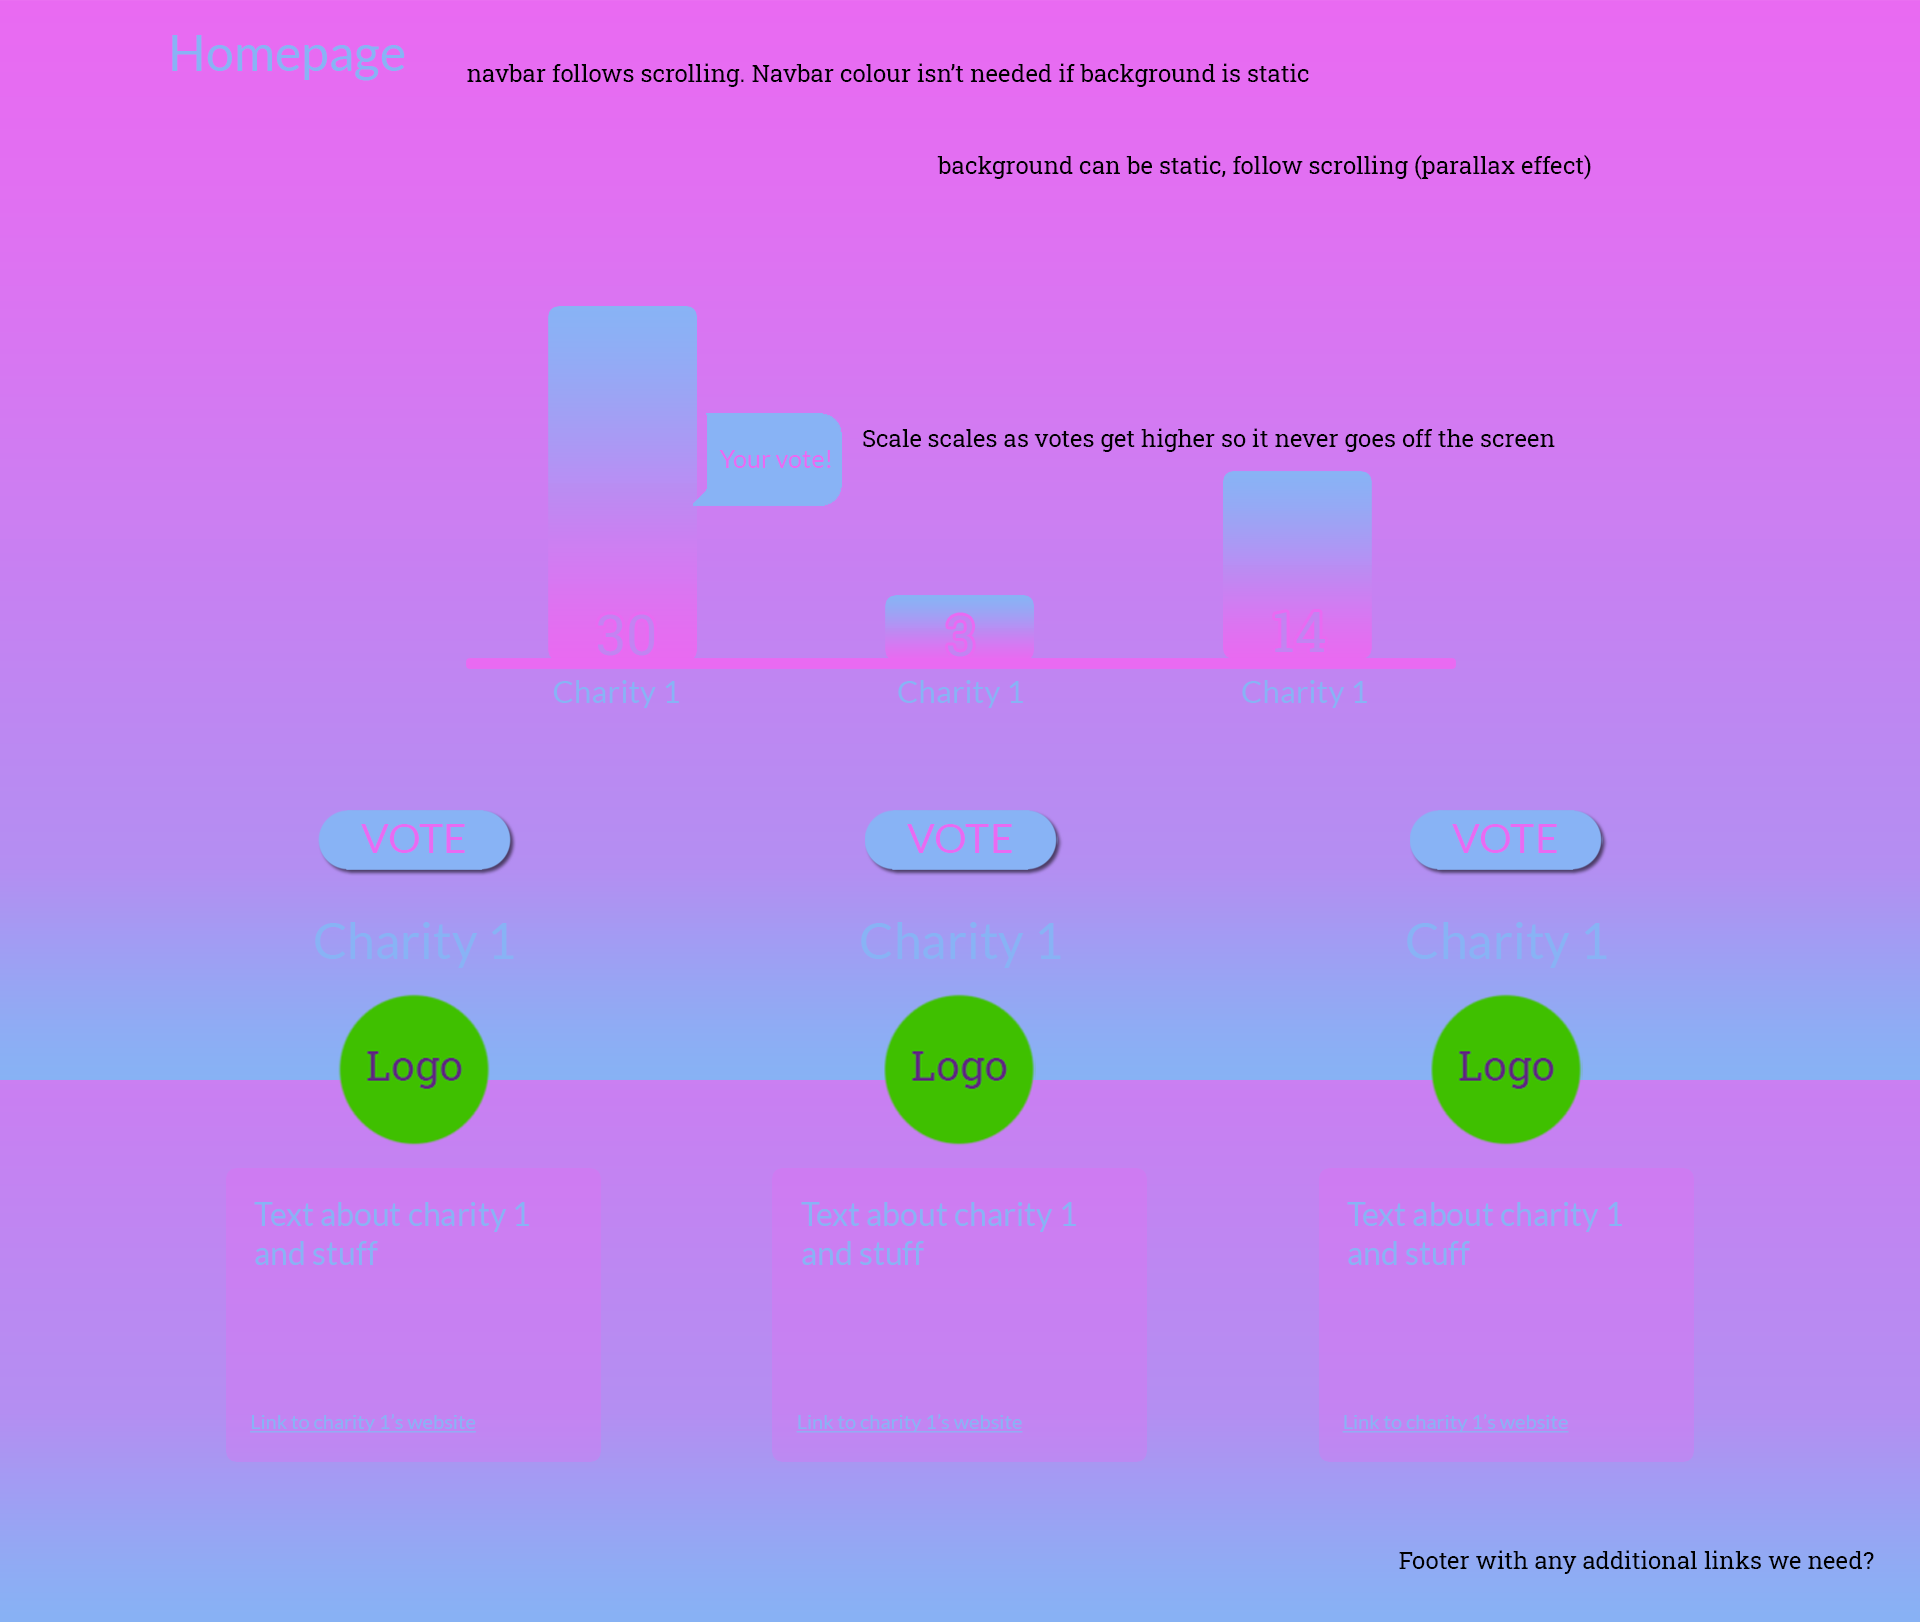 Homepage
navbar follows scrolling. Navbar colour isn’t needed if background is static
background can be static, follow scrolling (parallax effect)
Your vote!
Scale scales as votes get higher so it never goes off the screen
30
3
14
Charity 1
Charity 1
Charity 1
VOTE
VOTE
VOTE
Charity 1
Charity 1
Charity 1
Logo
Logo
Logo
Text about charity 1
and stuff
Text about charity 1
and stuff
Text about charity 1
and stuff
Link to charity 1’s website
Link to charity 1’s website
Link to charity 1’s website
Footer with any additional links we need?